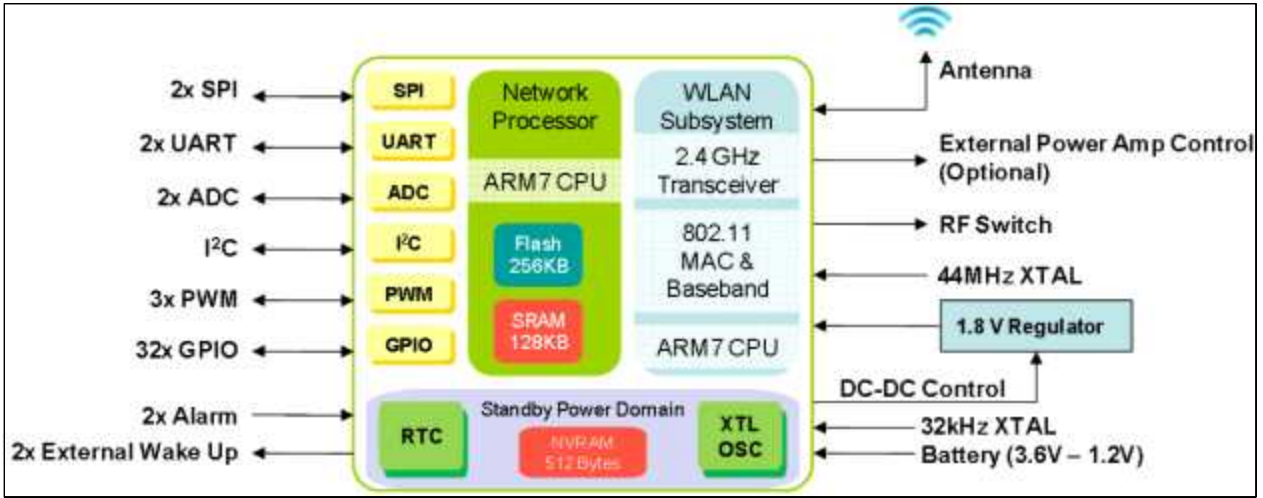 2x SPI
2x UART
2x ADC
I²C
3x PWM
32x GPIO
2x Alarm
2x External Wake Up
SPI
UART
ADC
I²C
PWM
GPIO
Network
Processor
ARM7 CPU
Flash
256KB
SRAM
128KB
WLAN
Subsystem
2.4 GHz
Transceiver
802.11
MAC &
Baseband
ARM7 CPU
Standby Power Domain
RTC
NVRAM
512 Bytes
XTL
OSC
Antenna
External Power Amp Control
(Optional)
RF Switch
44MHz XTAL
1.8 V Regulator
DC-DC Control
32kHz XTAL
Battery (3.6V – 1.2V)